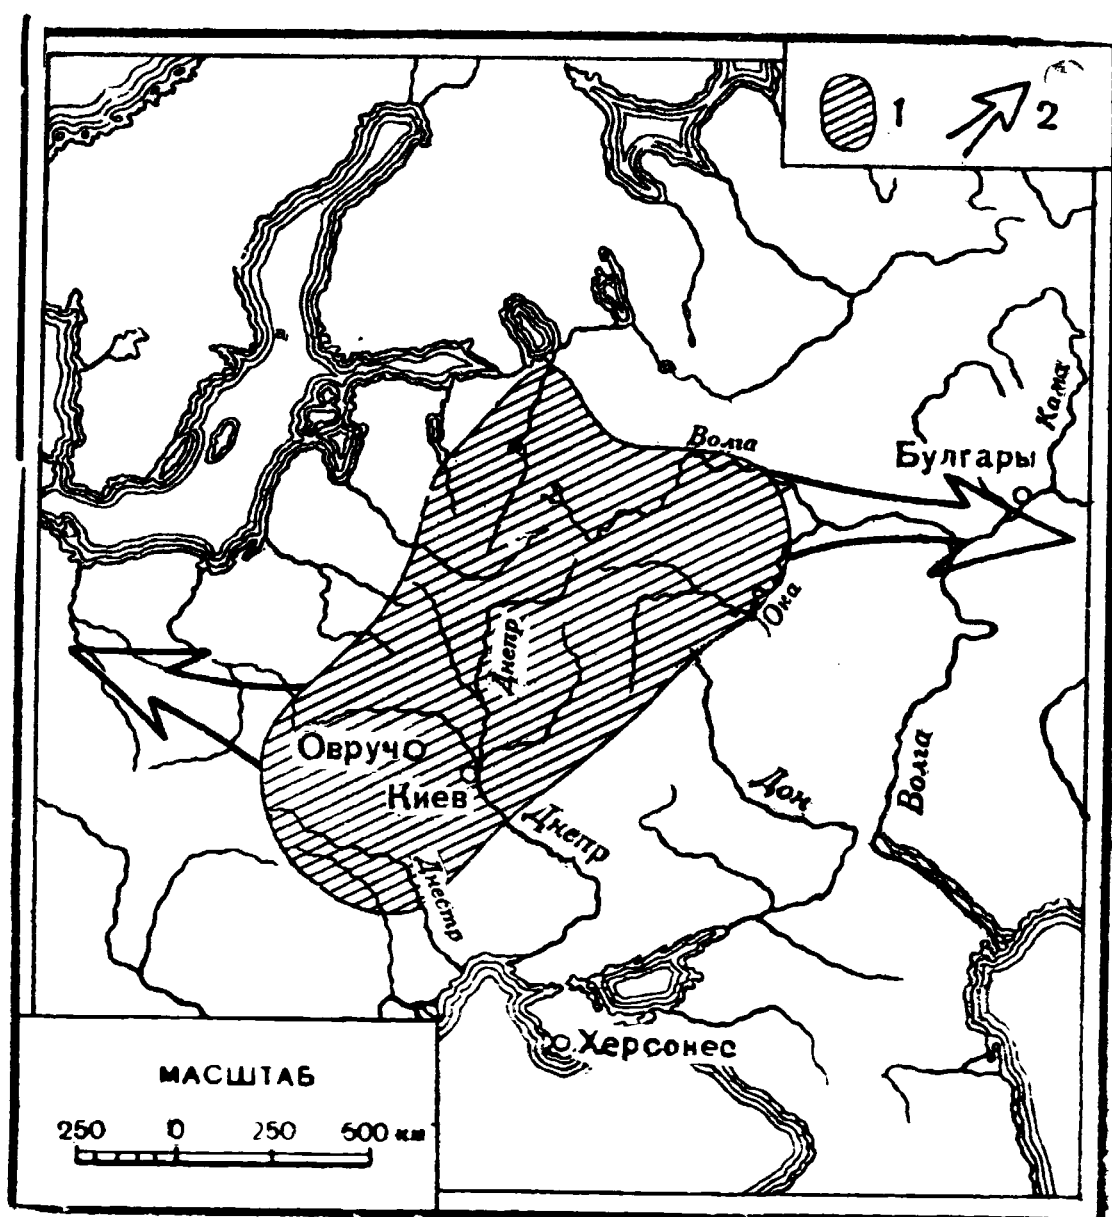 1
2
Волга
Кама
Булгары
Ока
Днепр
Овруч
Киев
Днепр
Дон
Волга
Днестр
Херсонес
МАСШТАБ
250 0 250 500 км